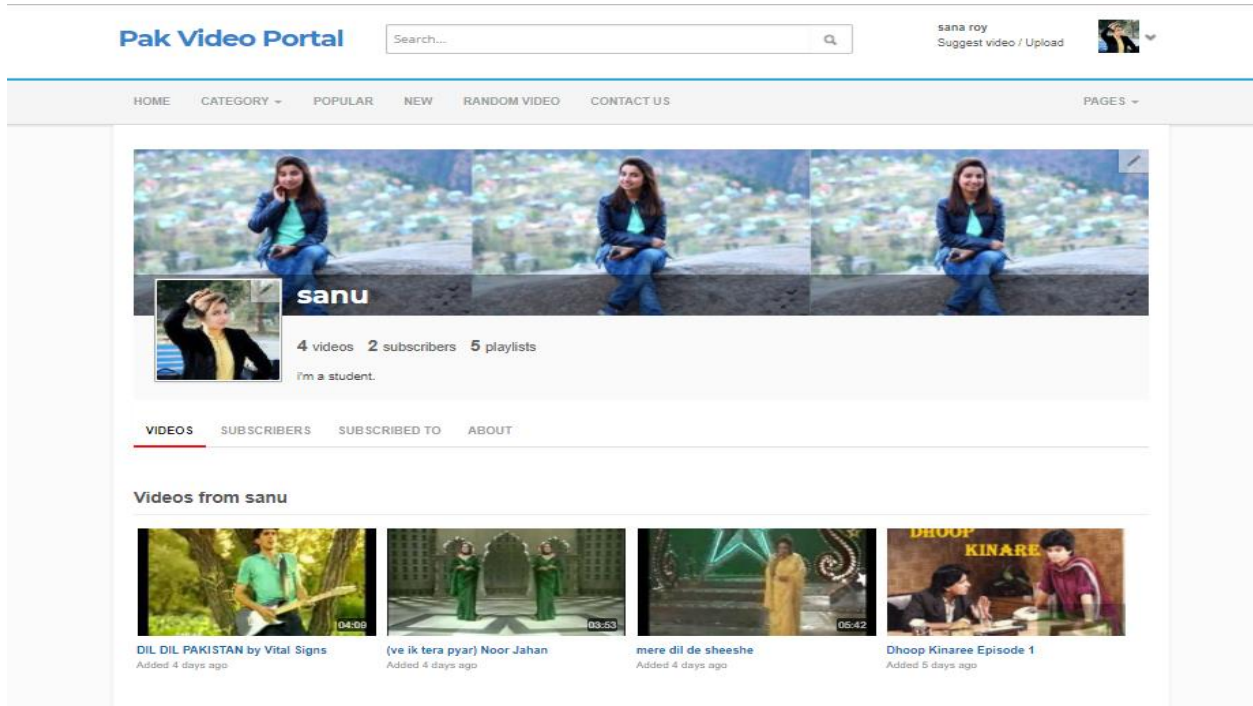 Pak Video Portal
Search...
sana roy
Suggest video / Upload
HOME CATEGORY POPULAR NEW RANDOM VIDEO CONTACT US PAGES
sanu
4 videos 2 subscribers 5 playlists
i'm a student.
VIDEOS SUBSCRIBERS SUBSCRIBED TO ABOUT
Videos from sanu
DHOOP
KINARE
04:09 03:53 05:42
DIL DIL PAKISTAN by Vital Signs (ve ik tera pyar) Noor Jahan mere dil de sheeshe Dhoop Kinaree Episode 1
Added 4 days ago Added 4 days ago Added 4 days ago Added 5 days ago